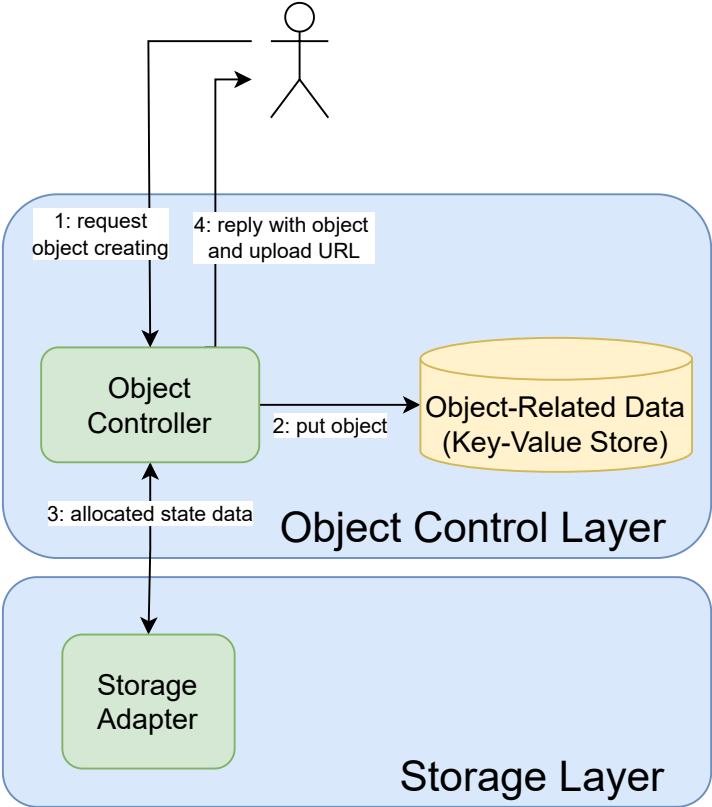 1: request
object creating
4: reply with object
and upload URL
Object
Controller
2: put object
Object-Related Data
(Key-Value Store)
3: allocated state data
Object Control Layer
Storage
Adapter
Storage Layer